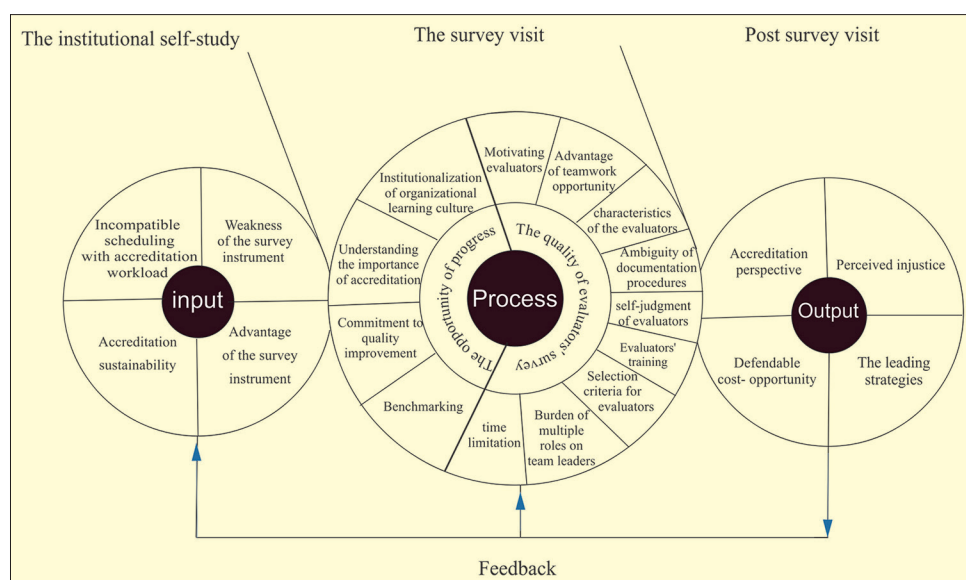 The institutional self-study
The survey visit
Post survey visit
Incompatible
scheduling
with accreditation
workload
Weakness
of the survey
instrument
input
Accreditation
sustainability
Advantage
of the survey
instrument
Institutionalization
of organizational
learning culture
Understanding
the importance
of accreditation
Commitment to
quality
improvement
Benchmarking
The opportunity of progress
Process
The quality of evaluators' survey
Motivating
evaluators
Advantage
of teamwork
opportunity
characteristics
of the evaluators
Ambiguity of
documentation
procedures
self-judgment
of evaluators
Evaluators'
training
Selection
criteria for
evaluators
Burden of
multiple
roles on
team leaders
time
limitation
Accreditation
perspective
Perceived injustice
Output
Defendable
cost- opportunity
The leading
strategies
Feedback